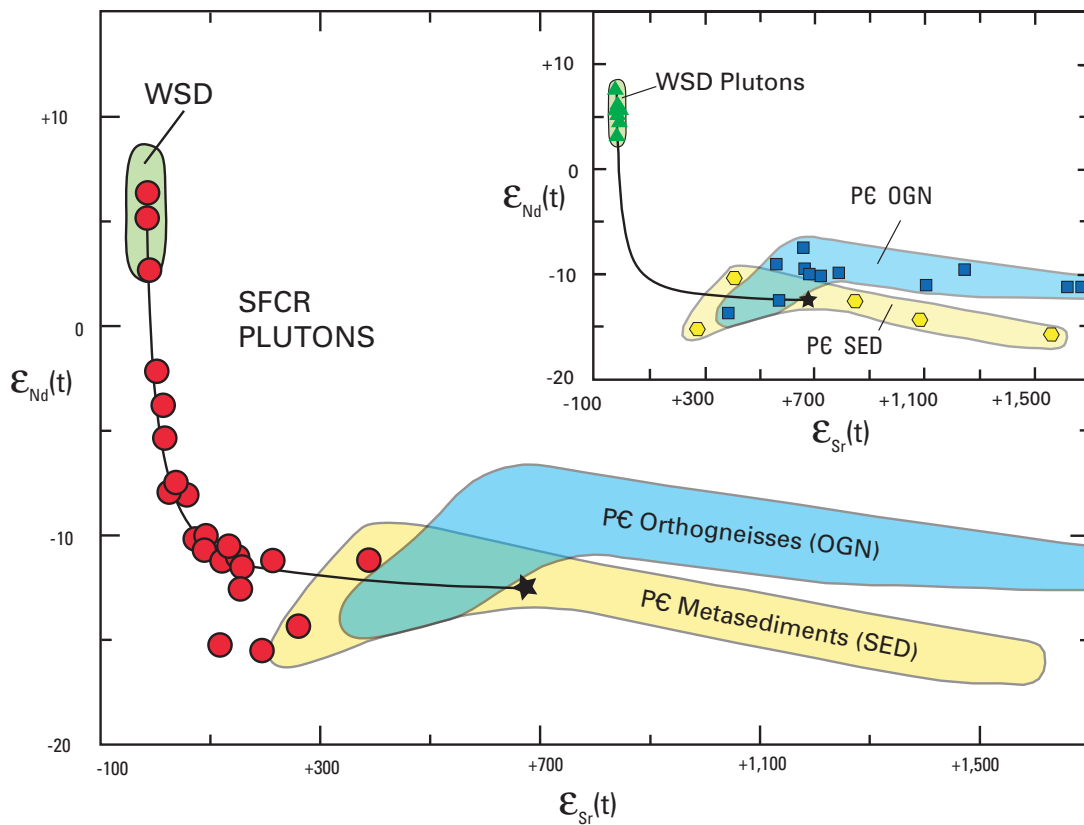 WSD
SFCR
PLUTONS
+10
0
-10
-20
εNd(t)
-100
+300
+700
+1,100
+1,500
εSr(t)
PЄ Orthogneisses (OGN)
PЄ Metasediments (SED)
WSD Plutons
PЄ OGN
PЄ SED
+10
0
-10
-20
εNd(t)
-100
+300
+700
+1,100
+1,500
εSr(t)